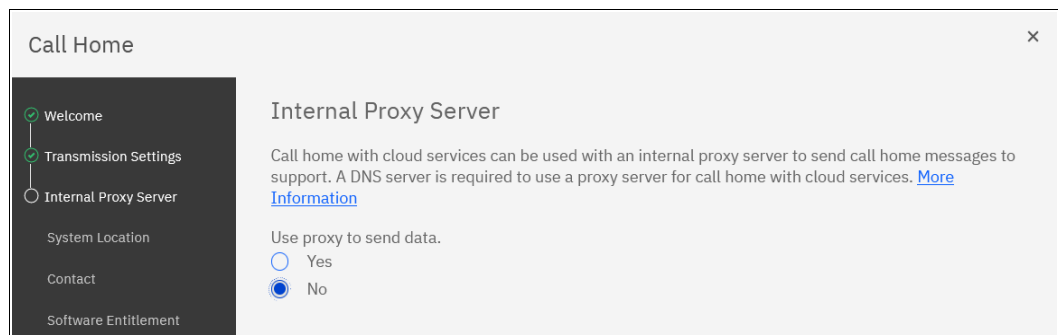 Call Home
Welcome
Transmission Settings
Internal Proxy Server
System Location
Contact
Software Entitlement
Internal Proxy Server
Call home with cloud services can be used with an internal proxy server to send call home messages to
support. A DNS server is required to use a proxy server for call home with cloud services. More
Information
Use proxy to send data.
Yes
No